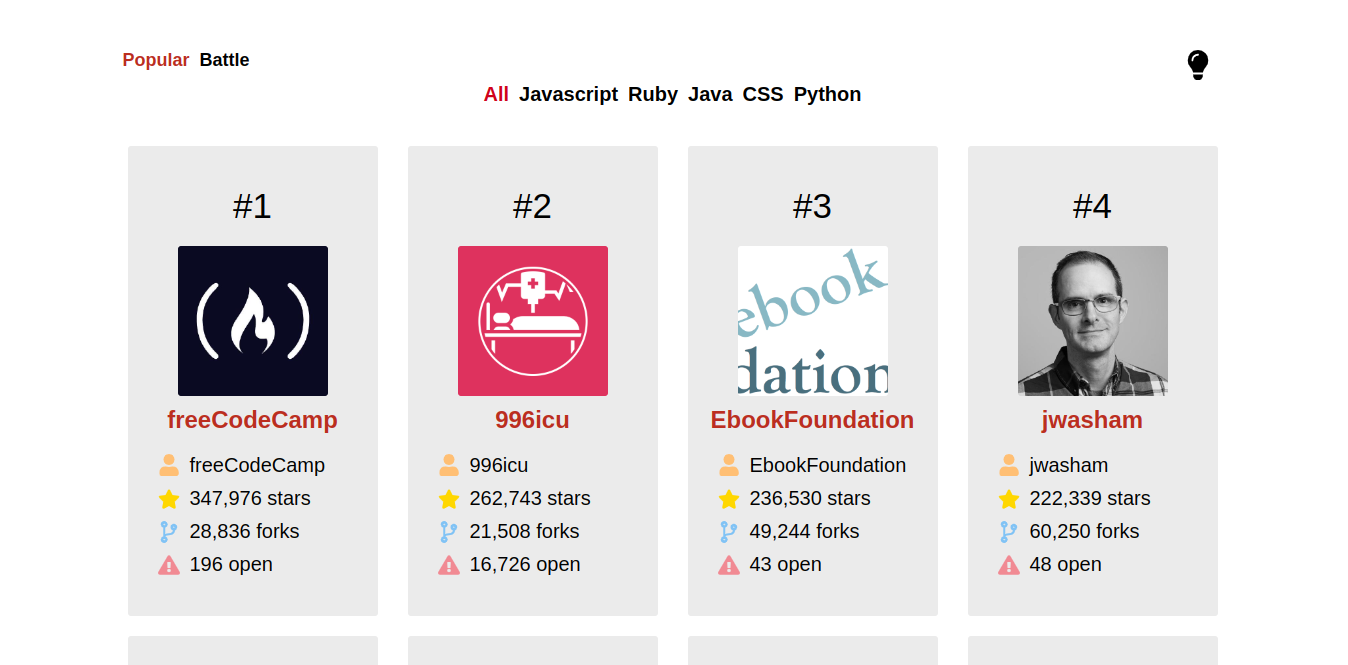 Popular Battle
All Javascript Ruby Java CSS Python
#1
freeCodeCamp
freeCodeCamp
347,976 stars
28,836 forks
196 open
#2
996icu
996icu
262,743 stars
21,508 forks
16,726 open
#3
ebook
dation
EbookFoundation
EbookFoundation
236,530 stars
49,244 forks
43 open
#4
jwasham
jwasham
222,339 stars
60,250 forks
48 open